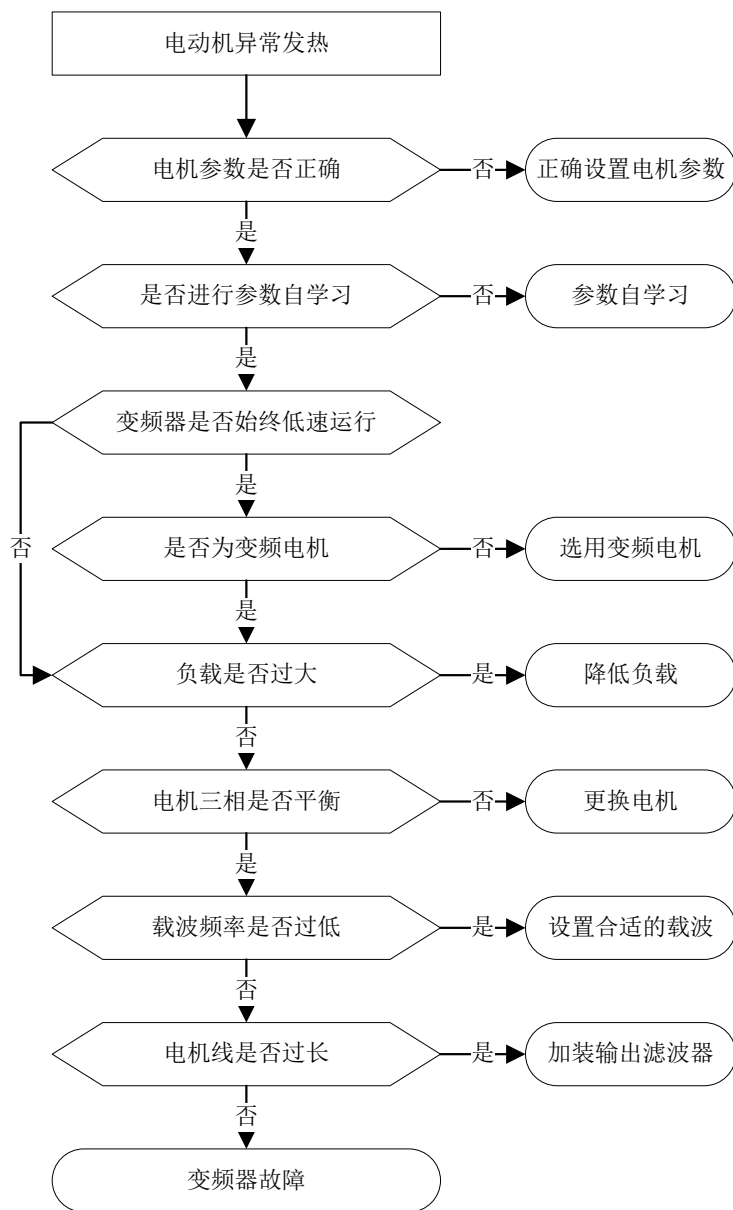 电动机异常发热
电机参数是否正确
否
正确设置电机参数
是
是否进行参数自学习
否
参数自学习
是
变频器是否始终低速运行
是
否
是否为变频电机
否
选用变频电机
是
负载是否过大
是
降低负载
否
电机三相是否平衡
否
更换电机
是
载波频率是否过低
是
设置合适的载波
否
电机线是否过长
是
加装输出滤波器
否
变频器故障